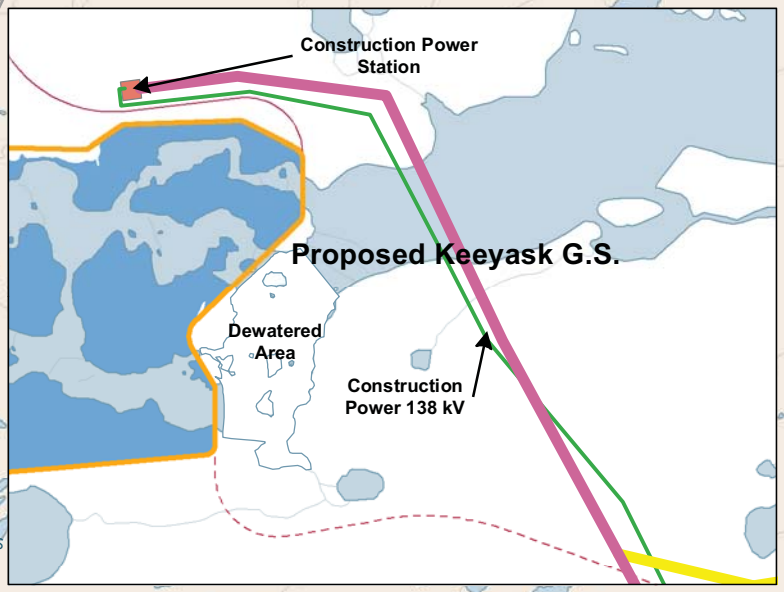 Construction Power
Station
Proposed Keeyask G.S.
Dewatered
Area
Construction
Power 138 kV